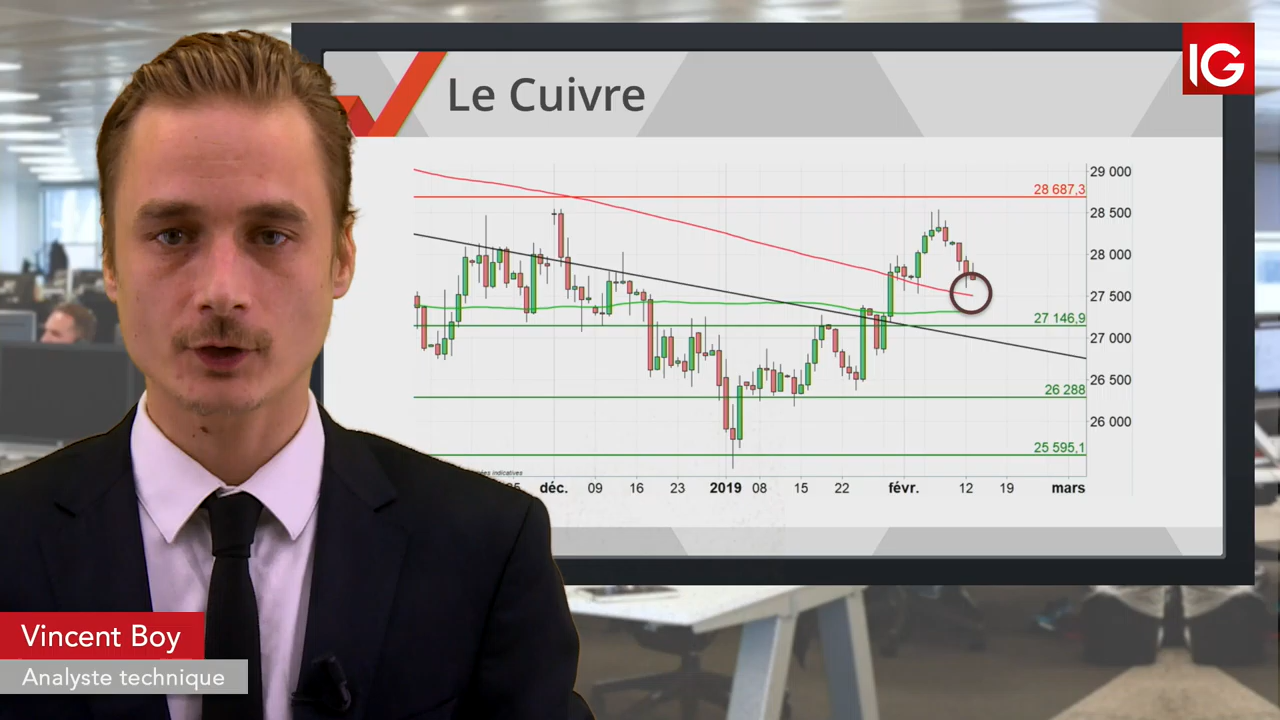 IG
Le Cuivre
29 000
28 687,3
28 500
28 000
27 500
27 146,9
27 000
26 500
26 288
26 000
25 595,1
indicatives
déc. 09 16 23 2019 08 15 22 févr. 12 19 mars
Vincent Boy
Analyste technique